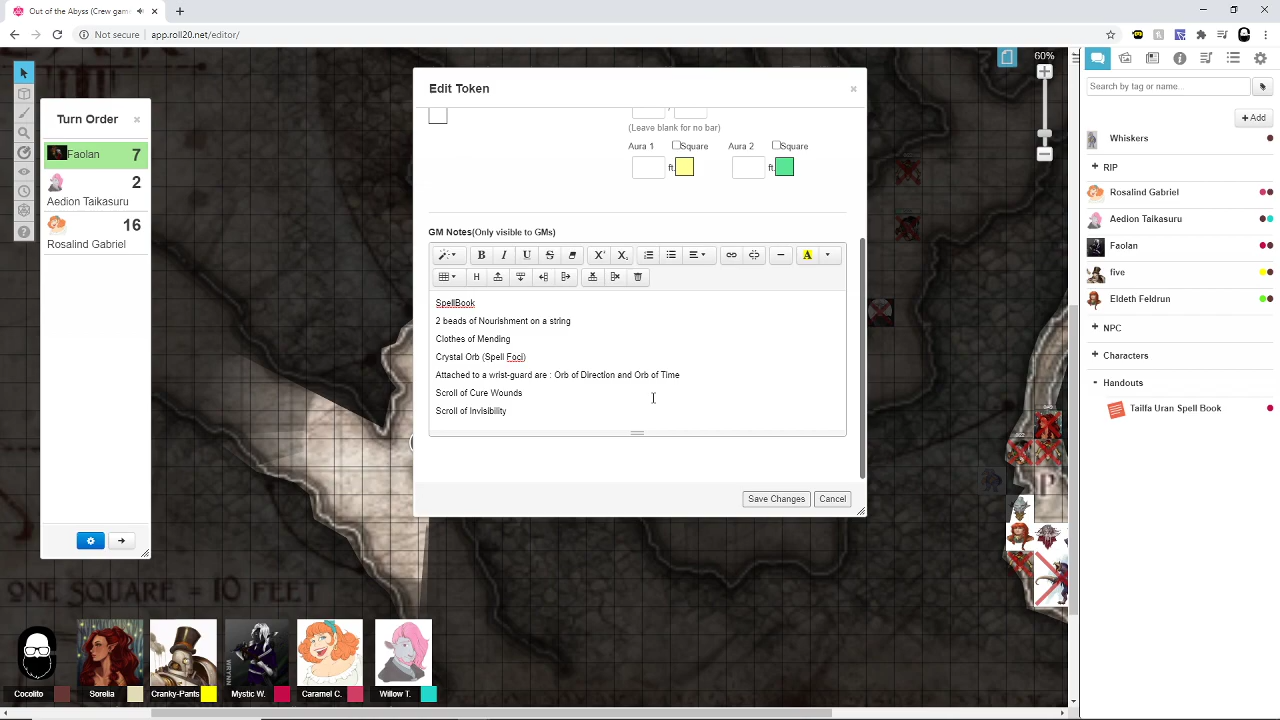 Out of the Abyss (Crew gam
Not secure
app.roll20.net/editor/
60%
Turn Order
Faolan
7
2
Aedion Taikasuru
16
Rosalind Gabriel
Edit Token
/
(Leave blank for no bar)
Aura 1
Square
Aura 2
Square
ft.
ft.
GM Notes(Only visible to GMs)
B I U S
X' X,
A
H
SpellBook
2 beads of Nourishment on a string
Clothes of Mending
Crystal Orb (Spell Foci)
Attached to a wrist-guard are : Orb of Direction and Orb of Time
Scroll of Cure Wounds
Scroll of Invisibility
Save Changes
Cancel
Search by tag or name...
+ Add
Whiskers
RIP
Rosalind Gabriel
Aedion Taikasuru
Faolan
five
Eldeth Feldrun
NPC
Characters
Handouts
Tailfa Uran Spell Book
P
ONE SQUARE = 10 FEET
WRYNN
Cocolito
Sorelia
Cranky-Pants
Mystic W.
Caramel C.
Willow T.